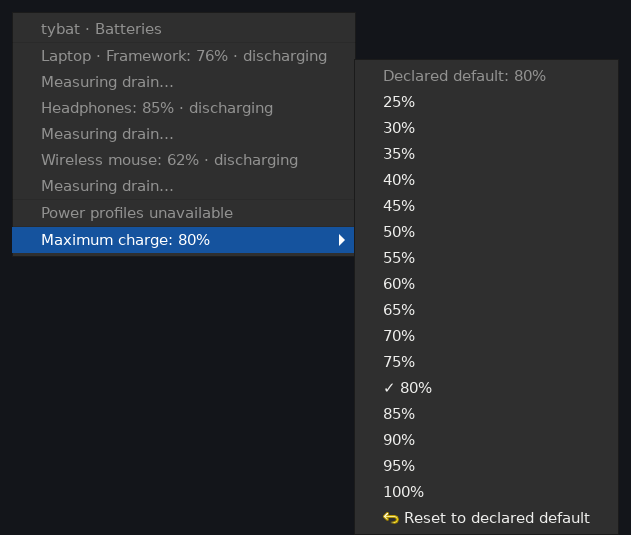 tybat · Batteries
Laptop · Framework: 76% · discharging
Measuring drain...
Headphones: 85% · discharging
Measuring drain...
Wireless mouse: 62% · discharging
Measuring drain...
Power profiles unavailable
Maximum charge: 80%
Declared default: 80%
25%
30%
35%
40%
45%
50%
55%
60%
65%
70%
75%
✓ 80%
85%
90%
95%
100%
Reset to declared default